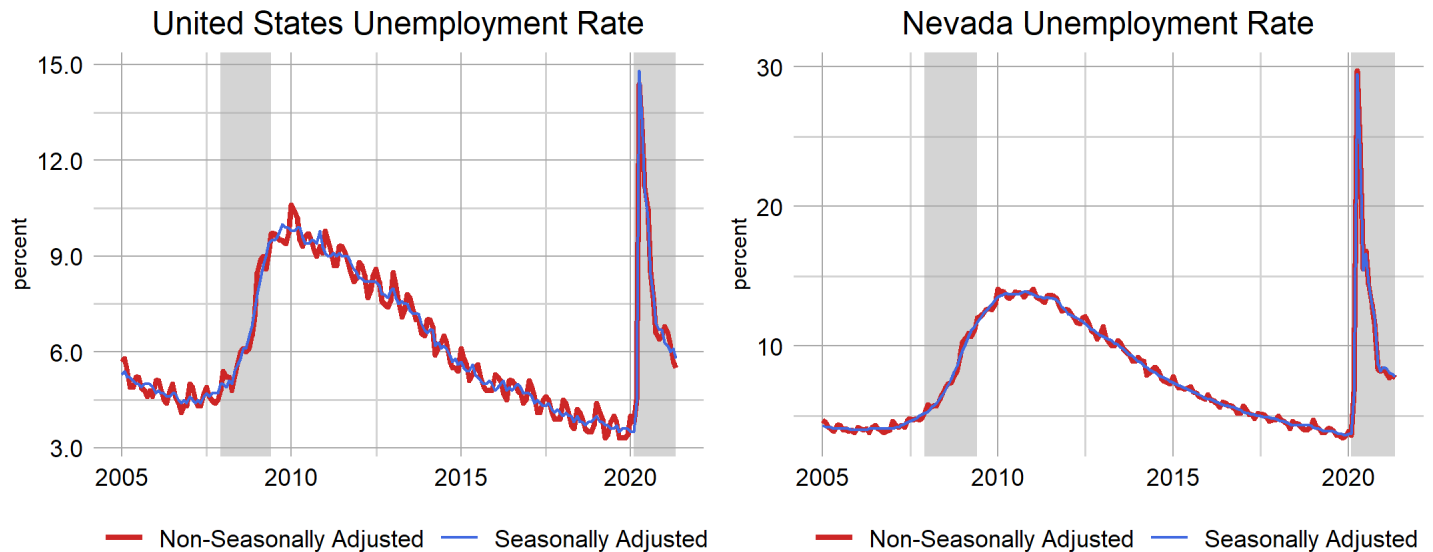 United States Unemployment Rate
percent
15.0
12.0
9.0
6.0
3.0
2005 2010 2015 2020
Non-Seasonally Adjusted Seasonally Adjusted
Nevada Unemployment Rate
percent
30
20
10
2005 2010 2015 2020
Non-Seasonally Adjusted Seasonally Adjusted